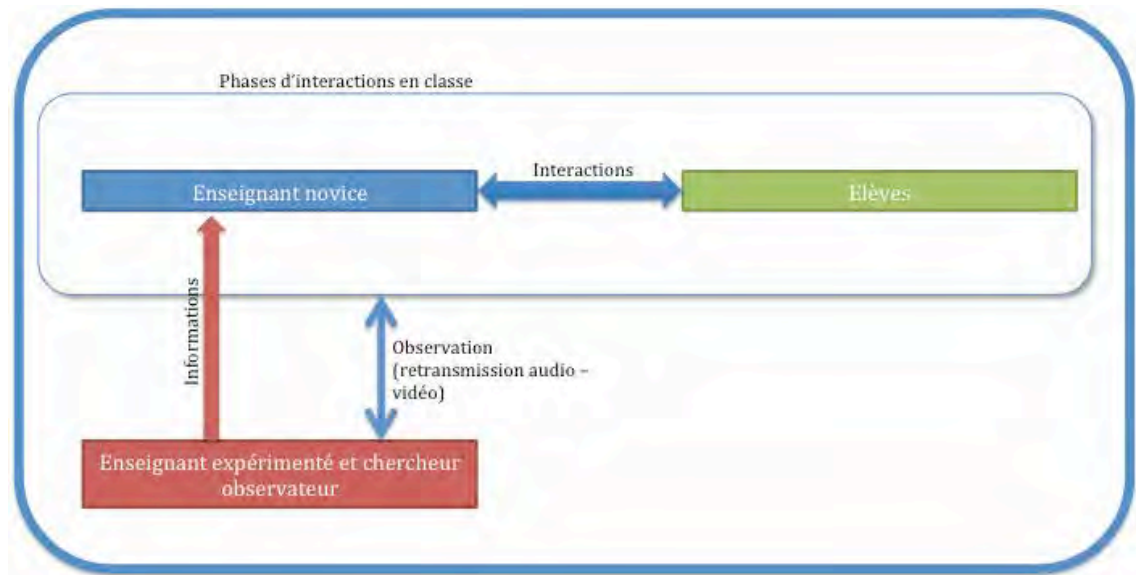 Phases d'interactions en classe
Interactions
Enseignant novice
Elèves
Informations
Observation
(retransmission audio –
vidéo)
Enseignant expérimenté et chercheur
observateur